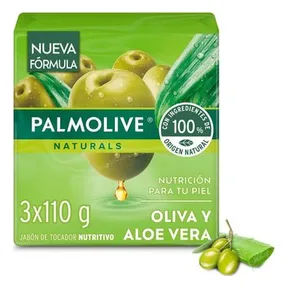 NUEVA
FÓRMULA
PALMOLIVE®
NATURALS
CON INGREDIENTES DE
100%
ORIGEN NATURAL
NUTRICIÓN
PARA TU PIEL
3x110 g
OLIVA Y
ALOE VERA
JABÓN DE TOCADOR NUTRITIVO